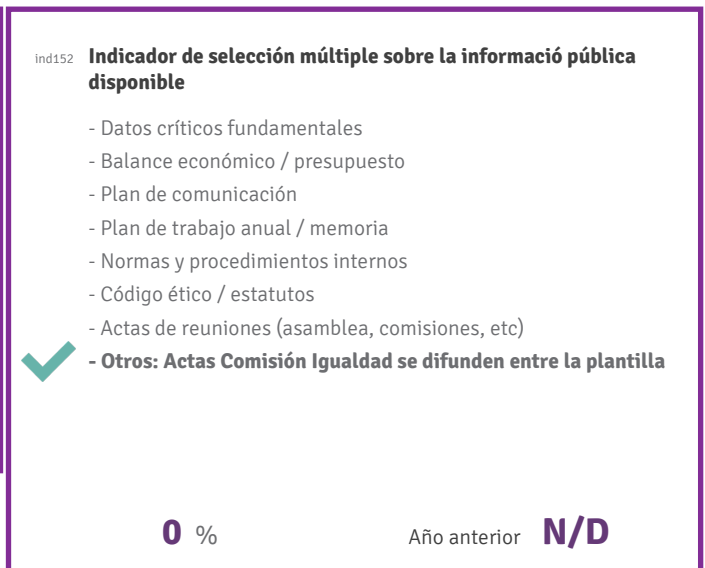 ind152 Indicador de selección múltiple sobre la informació pública
disponible
- Datos críticos fundamentales
- Balance económico / presupuesto
- Plan de comunicación
- Plan de trabajo anual / memoria
- Normas y procedimientos internos
- Código ético / estatutos
- Actas de reuniones (asamblea, comisiones, etc)
- Otros: Actas Comisión Igualdad se difunden entre la plantilla
0 % Año anterior N/D